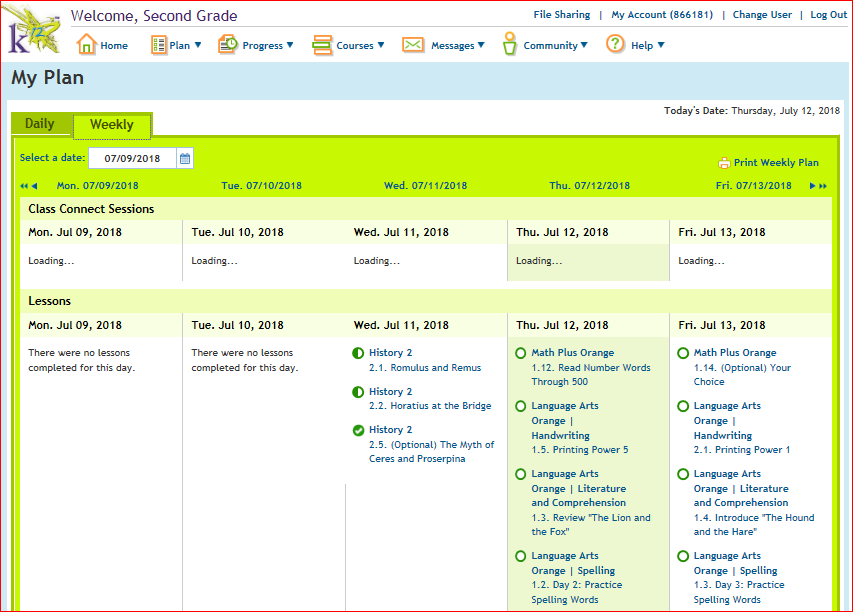 k12
Welcome, Second Grade
File Sharing | My Account (866181) | Change User | Log Out
Home Plan Progress Courses Messages Community Help
My Plan
Today's Date: Thursday, July 12, 2018
Daily Weekly
Select a date: 07/09/2018
Print Weekly Plan
Mon. 07/09/2018 Tue. 07/10/2018 Wed. 07/11/2018 Thu. 07/12/2018 Fri. 07/13/2018
Class Connect Sessions
Mon. Jul 09, 2018 Tue. Jul 10, 2018 Wed. Jul 11, 2018 Thu. Jul 12, 2018 Fri. Jul 13, 2018
Loading... Loading... Loading... Loading... Loading...
Lessons
Mon. Jul 09, 2018
There were no lessons
completed for this day.
Tue. Jul 10, 2018
There were no lessons
completed for this day.
Wed. Jul 11, 2018
History 2
2.1. Romulus and Remus
History 2
2.2. Horatius at the Bridge
History 2
2.5. (Optional) The Myth of
Ceres and Proserpina
Thu. Jul 12, 2018
Math Plus Orange
1.12. Read Number Words
Through 500
Language Arts
Orange |
Handwriting
1.5. Printing Power 5
Language Arts
Orange | Literature
and Comprehension
1.3. Review "The Lion and
the Fox"
Language Arts
Orange | Spelling
1.2. Day 2: Practice
Spelling Words
Fri. Jul 13, 2018
Math Plus Orange
1.14. (Optional) Your
Choice
Language Arts
Orange |
Handwriting
2.1. Printing Power 1
Language Arts
Orange | Literature
and Comprehension
1.4. Introduce "The Hound
and the Hare"
Language Arts
Orange | Spelling
1.3. Day 3: Practice
Spelling Words